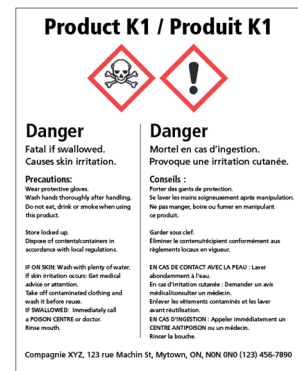 Product K1 / Produit K1
Danger
Fatal if swallowed.
Causes skin irritation.
Precautions:
Wear protective gloves.
Wash hands thoroughly after handling.
Do not eat, drink or smoke when using
this product.
Store locked up.
Dispose of contents/containers in
accordance with local regulations.
IF ON SKIN: Wash with plenty of water.
If skin irritation occurs: Get medical
advice or attention.
Take off contaminated clothing and
wash it before reuse.
IF SWALLOWED: Immediately call
a POISON CENTRE or doctor.
Rinse mouth.
Danger
Mortel en cas d'ingestion.
Provoque une irritation cutanée.
Conseils :
Porter des gants de protection.
Se laver les mains soigneusement après manipulation.
Ne pas manger, boire ou fumer en manipulant
ce produit.
Garder sous clef.
Éliminer le contenu/récipient conformément aux
règlements locaux en vigueur.
EN CAS DE CONTACT AVEC LA PEAU : Laver
abondamment à l'eau.
En cas d'irritation cutanée : Demander un avis
médical/consulter un médecin.
Enlever les vêtements contaminés et les laver
avant réutilisation.
EN CAS D'INGESTION : Appeler immédiatement un
CENTRE ANTIPOISON ou un médecin.
Rincer la bouche.
Compagnie XYZ, 123 rue Machin St, Mytown, ON, N0N 0N0 (123) 456-7890